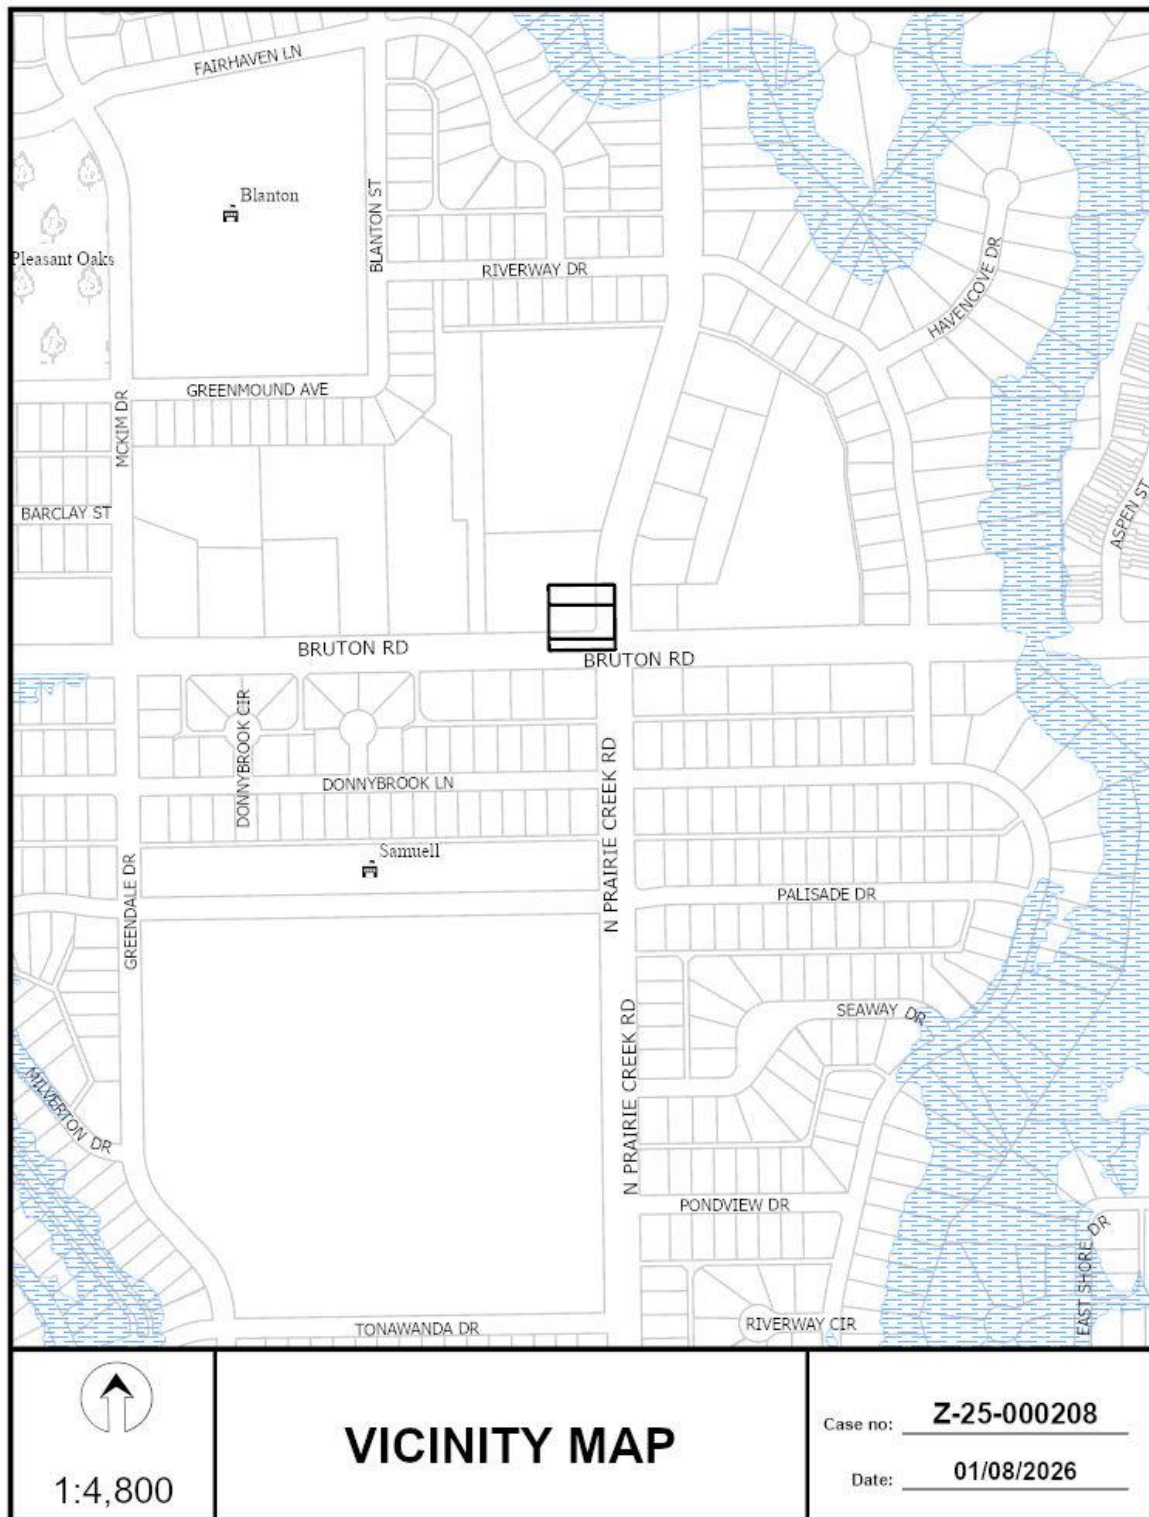 FAIRHAVEN LN
Blanton
BLANTON ST
Pleasant Oaks
RIVERWAY DR
HAVENCOVE DR
GREENMOUND AVE
MCKIM DR
BARCLAY ST
ASPEN ST
BRUTON RD
BRUTON RD
DONNYBROOK CIR
DONNYBROOK LN
N PRAIRIE CREEK RD
Samuell
GREENDALE DR
PALISADE DR
SEAWAY DR
N PRAIRIE CREEK RD
MILVERTON DR
PONDVIEW DR
EAST SHORE DR
RIVERWAY CIR
TONAWANDA DR
1:4,800
VICINITY MAP
Case no: Z-25-000208
Date: 01/08/2026